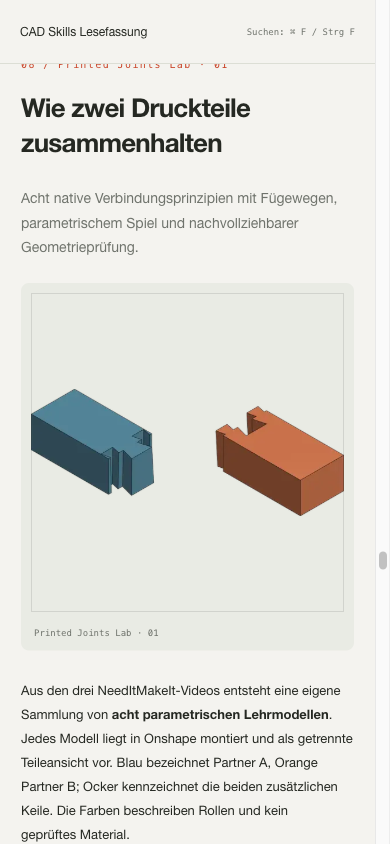 CAD Skills Lesefassung
Suchen: ⌘ F / Strg F
08 / Printed Joints Lab · 01
Wie zwei Druckteile
zusammenhalten
Acht native Verbindungsprinzipien mit Fügewegen,
parametrischem Spiel und nachvollziehbarer
Geometrieprüfung.
Printed Joints Lab · 01
Aus den drei NeedItMakeIt-Videos entsteht eine eigene
Sammlung von acht parametrischen Lehrmodellen.
Jedes Modell liegt in Onshape montiert und als getrennte
Teileansicht vor. Blau bezeichnet Partner A, Orange
Partner B; Ocker kennzeichnet die beiden zusätzlichen
Keile. Die Farben beschreiben Rollen und kein
geprüftes Material.